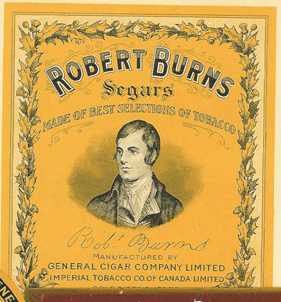 ROBERT BURNS
Segars
MADE OF BEST SELECTIONS OF TOBACCO
Robt. Burns
MANUFACTURED BY
GENERAL CIGAR COMPANY LIMITED
IMPERIAL TOBACCO CO. OF CANADA LIMITED